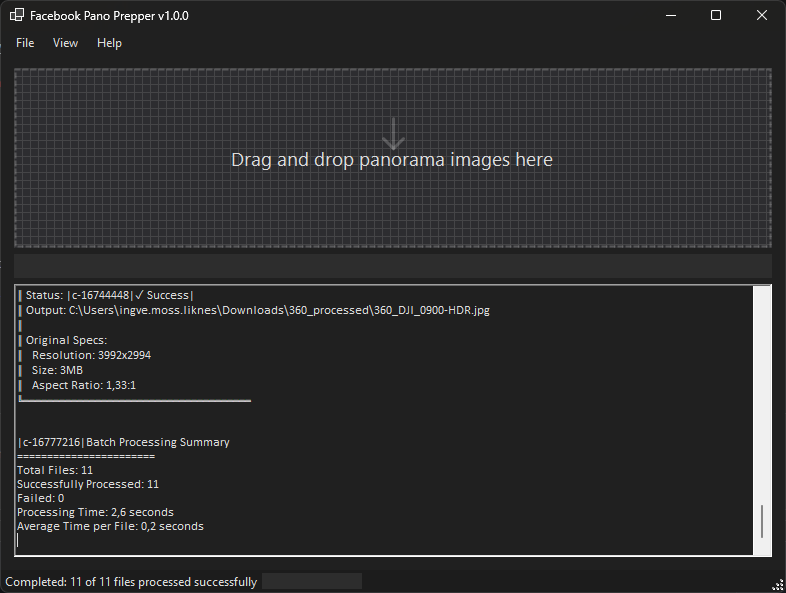 Facebook Pano Prepper v1.0.0
File View Help
Drag and drop panorama images here
Status: |c-16744448|✓ Success|
Output: C:\Users\ingve.moss.liknes\Downloads\360_processed\360_DJI_0900-HDR.jpg
Original Specs:
Resolution: 3992x2994
Size: 3MB
Aspect Ratio: 1,33:1
|c-16777216|Batch Processing Summary
=======================
Total Files: 11
Successfully Processed: 11
Failed: 0
Processing Time: 2,6 seconds
Average Time per File: 0,2 seconds
Completed: 11 of 11 files processed successfully